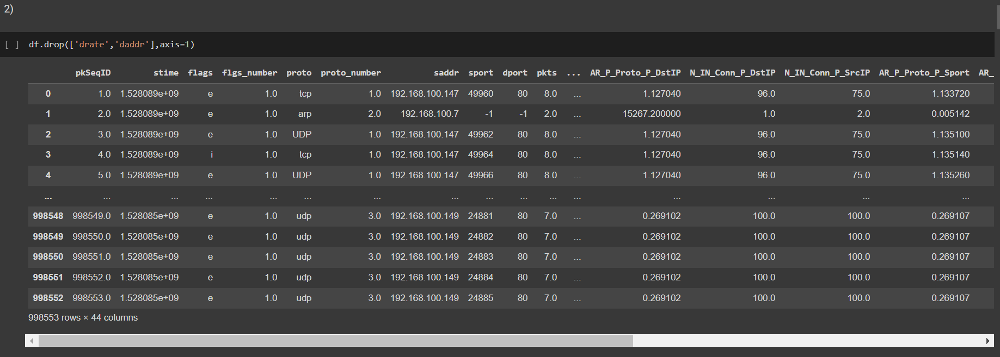 2)
[ ] df.drop(['drate','daddr'],axis=1)
pkSeqID stime flags flgs_number proto proto_number saddr sport dport pkts ... AR_P_Proto_P_DstIP N_IN_Conn_P_DstIP N_IN_Conn_P_SrcIP AR_P_Proto_P_Sport AR_
0 1.0 1.528089e+09 e 1.0 tcp 1.0 192.168.100.147 49960 80 8.0 ... 1.127040 96.0 75.0 1.133720
1 2.0 1.528089e+09 e 1.0 arp 2.0 192.168.100.7 -1 -1 2.0 ... 15267.200000 1.0 2.0 0.005142
2 3.0 1.528089e+09 e 1.0 UDP 1.0 192.168.100.147 49962 80 8.0 ... 1.127040 96.0 75.0 1.135100
3 4.0 1.528089e+09 i 1.0 tcp 1.0 192.168.100.147 49964 80 8.0 ... 1.127040 96.0 75.0 1.135140
4 5.0 1.528089e+09 e 1.0 UDP 1.0 192.168.100.147 49966 80 8.0 ... 1.127040 96.0 75.0 1.135260
... ... ... ... ... ... ... ... ... ... ... ... ... ... ... ...
998548 998549.0 1.528085e+09 e 1.0 udp 3.0 192.168.100.149 24881 80 7.0 ... 0.269102 100.0 100.0 0.269107
998549 998550.0 1.528085e+09 e 1.0 udp 3.0 192.168.100.149 24882 80 7.0 ... 0.269102 100.0 100.0 0.269107
998550 998551.0 1.528085e+09 e 1.0 udp 3.0 192.168.100.149 24883 80 7.0 ... 0.269102 100.0 100.0 0.269107
998551 998552.0 1.528085e+09 e 1.0 udp 3.0 192.168.100.149 24884 80 7.0 ... 0.269102 100.0 100.0 0.269107
998552 998553.0 1.528085e+09 e 1.0 udp 3.0 192.168.100.149 24885 80 7.0 ... 0.269102 100.0 100.0 0.269107
998553 rows × 44 columns